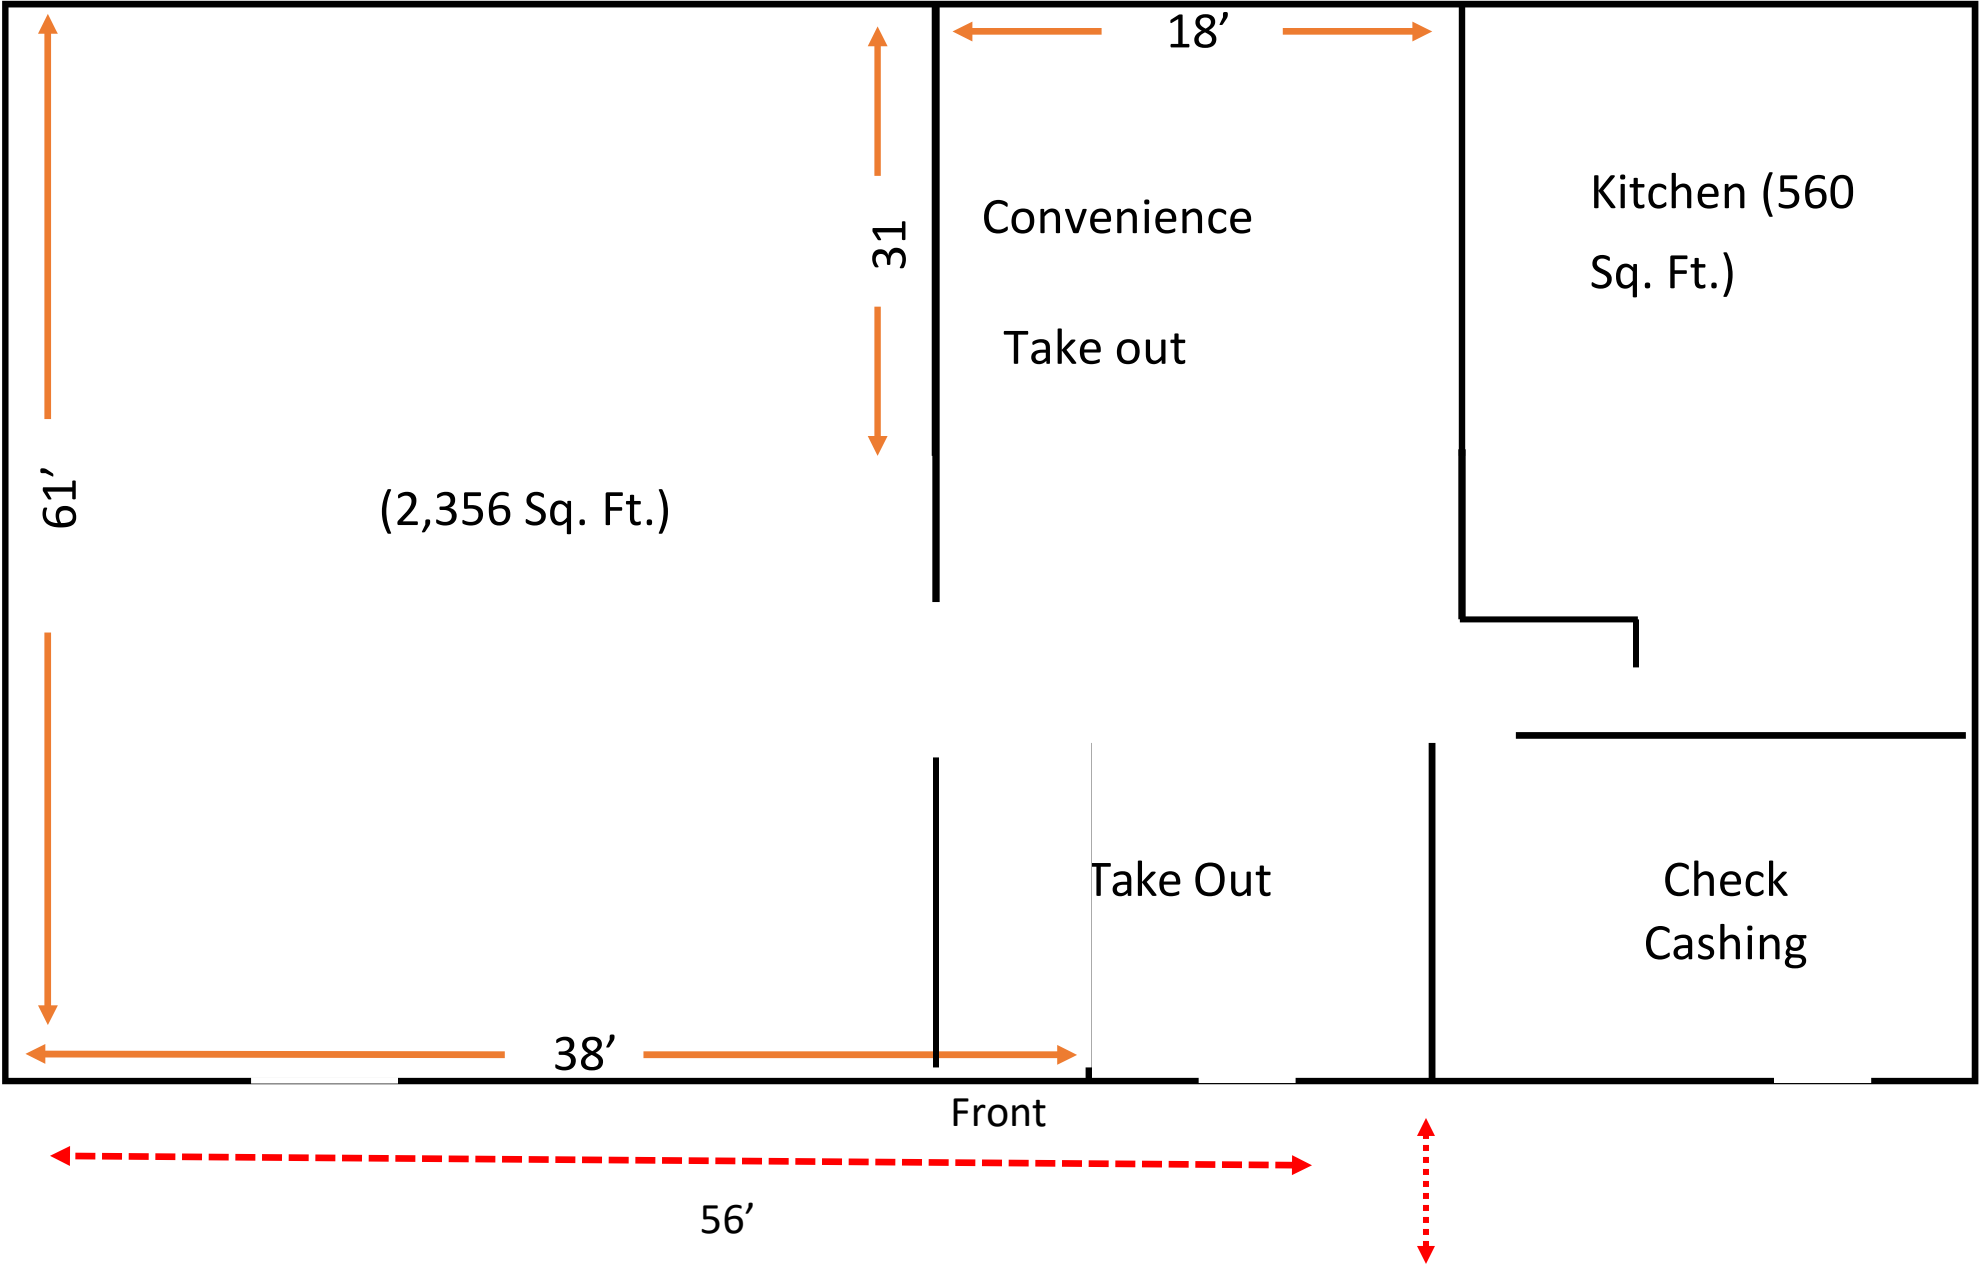 18’
31
Convenience
Take out
Kitchen (560
Sq. Ft.)
61’
(2,356 Sq. Ft.)
Take Out
Check
Cashing
38’
Front
56’